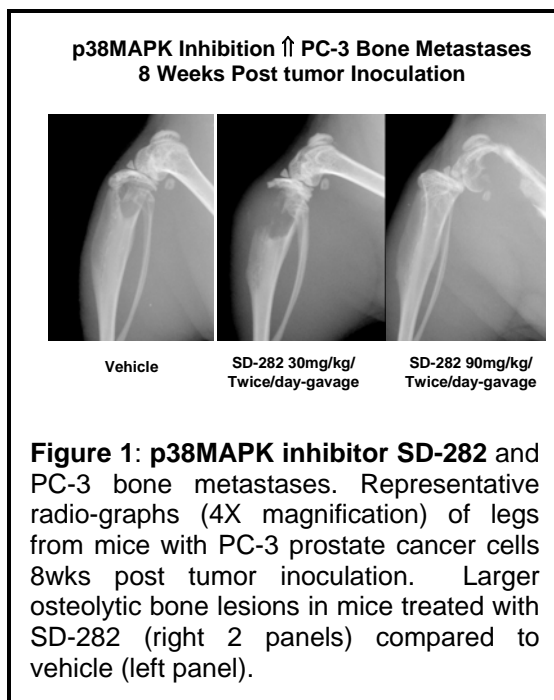 p38MAPK Inhibition ⇑ PC-3 Bone Metastases
8 Weeks Post tumor Inoculation
Vehicle
SD-282 30mg/kg/
Twice/day-gavage
SD-282 90mg/kg/
Twice/day-gavage
Figure 1: p38MAPK inhibitor SD-282 and
PC-3 bone metastases. Representative
radio-graphs (4X magnification) of legs
from mice with PC-3 prostate cancer cells
8wks post tumor inoculation. Larger
osteolytic bone lesions in mice treated with
SD-282 (right 2 panels) compared to
vehicle (left panel).